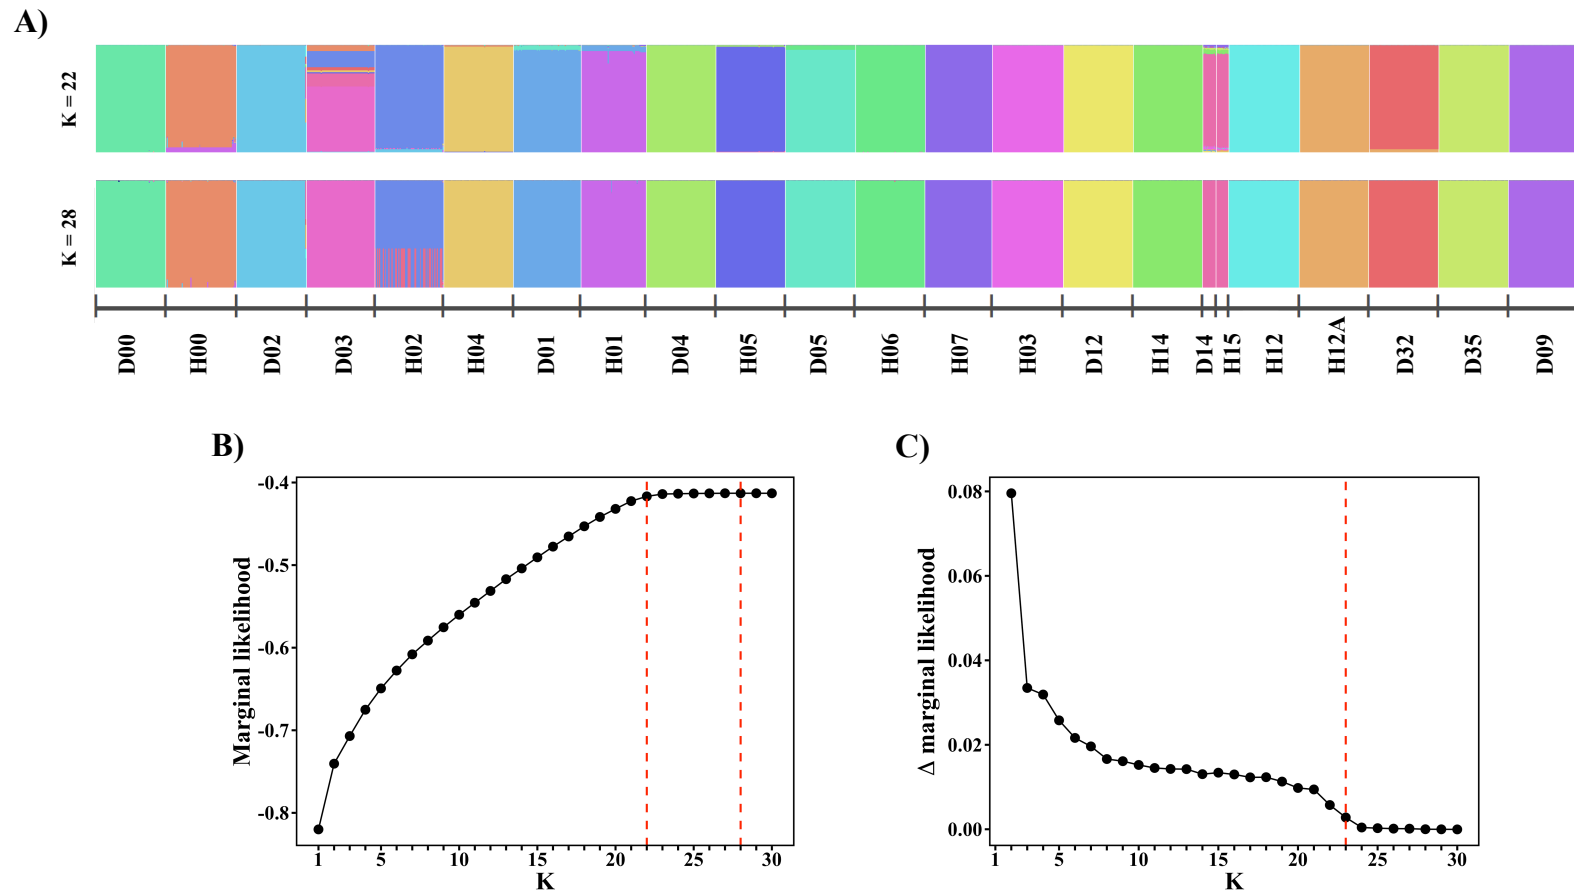 A)
K = 22
K = 28
D00 H00 D02 D03 H02 H04 D01 H01 D04 H05 D05 H06 H07 H03 D12 H14 D14 H15 H12 H12A D32 D35 D09
B)
Marginal likelihood
-0.4
-0.5
-0.6
-0.7
-0.8
1 5 10 15 20 25 30
K
C)
Δ marginal likelihood
0.08
0.06
0.04
0.02
0.00
1 5 10 15 20 25 30
K